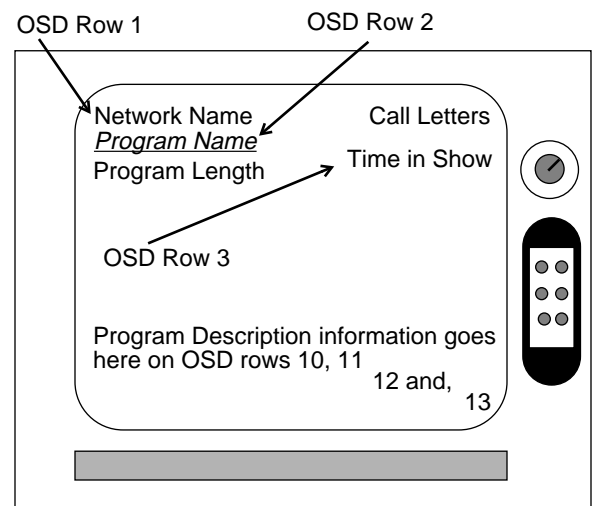 OSD Row 1
OSD Row 2
Network Name
Call Letters
Program Name
Program Length
Time in Show
OSD Row 3
Program Description information goes
here on OSD rows 10, 11
12 and,
13